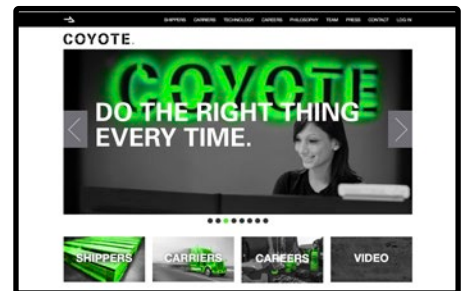 SHIPPERS CARRIERS TECHNOLOGY CAREERS PHILOSOPHY TEAM PRESS CONTACT LOG IN
COYOTE.
COYOTE
DO THE RIGHT THING
EVERY TIME.
SHIPPERS CARRIERS CAREERS VIDEO